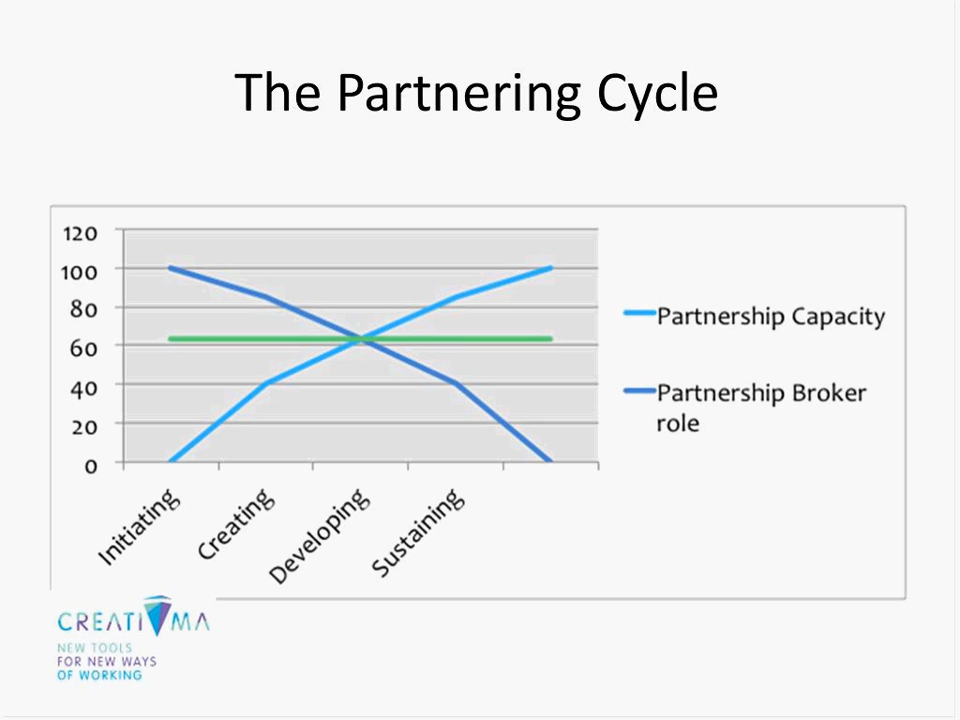 The Partnering Cycle
120
100
80
60
40
20
0
Initiating
Creating
Developing
Sustaining
Partnership Capacity
Partnership Broker
role
CREATIVMA
NEW TOOLS
FOR NEW WAYS
OF WORKING